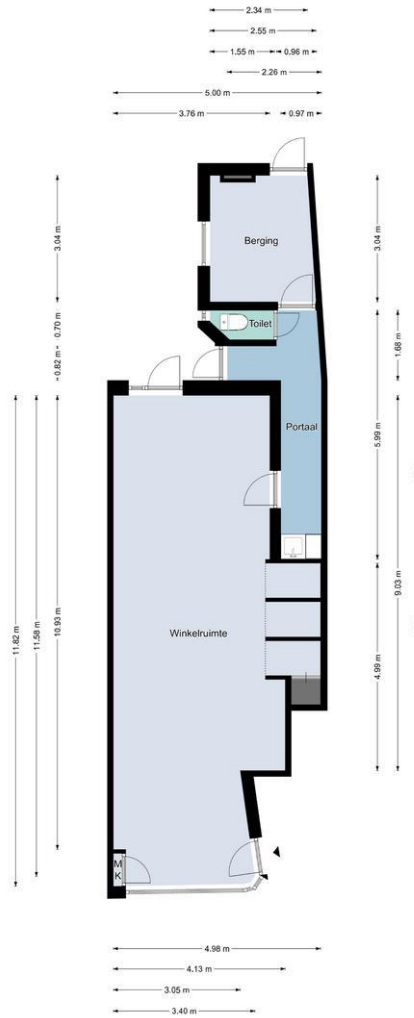 2.34 m
2.55 m
1.55 m 0.96 m
2.26 m
5.00 m
3.76 m 0.97 m
3.04 m
Berging
3.04 m
0.70 m
Toilet
1.68 m
0.82 m
Portaal
5.99 m
9.03 m
11.82 m
11.58 m
10.93 m
Winkelruimte
4.99 m
M
K
4.98 m
4.13 m
3.05 m
3.40 m